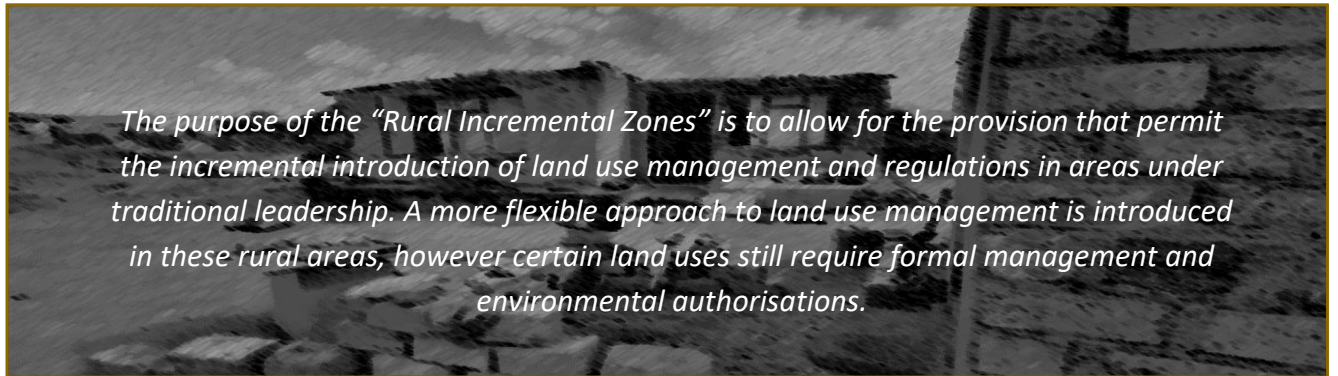 The purpose of the “Rural Incremental Zones” is to allow for the provision that permit
the incremental introduction of land use management and regulations in areas under
traditional leadership. A more flexible approach to land use management is introduced
in these rural areas, however certain land uses still require formal management and
environmental authorisations.